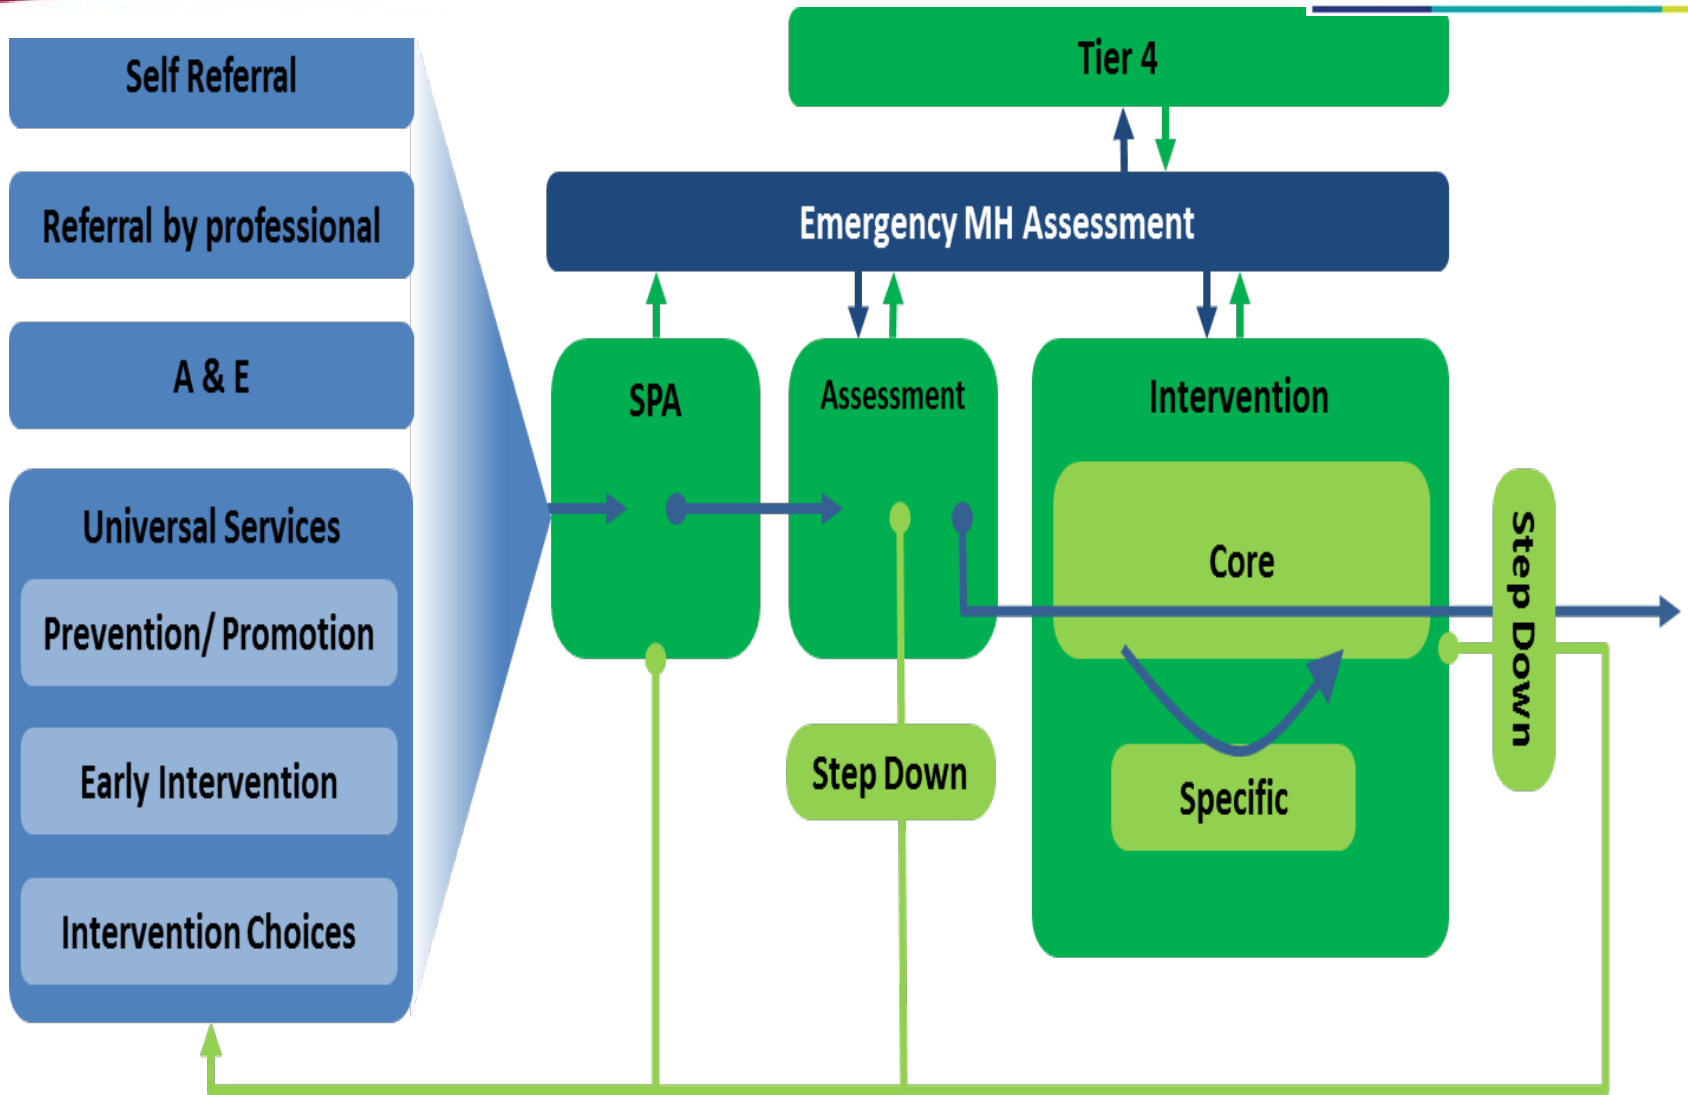 Self Referral
Referral by professional
A & E
Universal Services
Prevention/ Promotion
Early Intervention
Intervention Choices
Tier 4
Emergency MH Assessment
SPA
Assessment
Intervention
Core
Specific
Step Down
Step Down